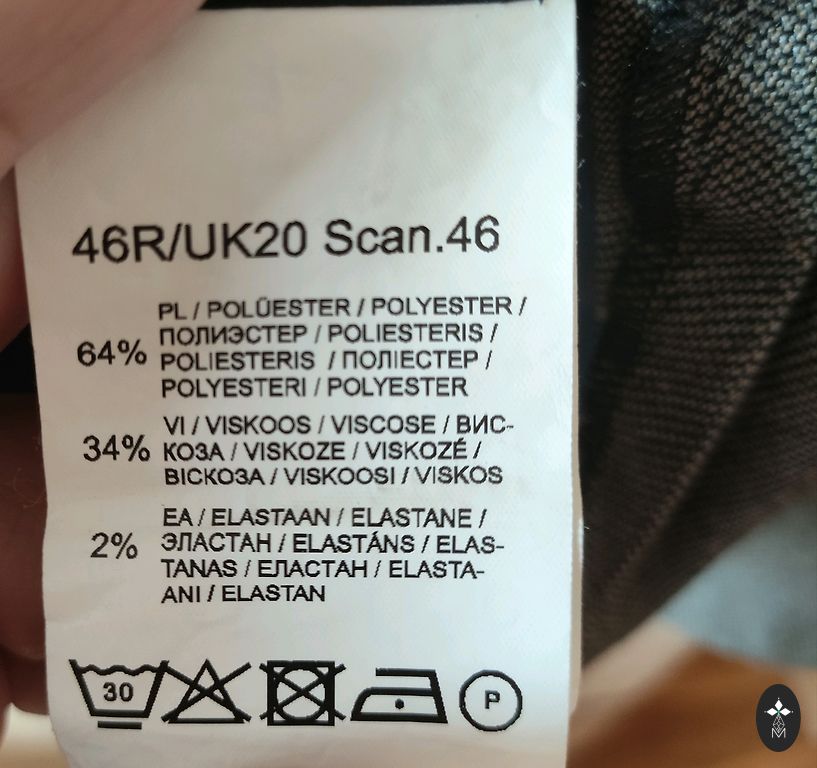 46R/UK20 Scan.46
64%
PL / POLÜESTER / POLYESTER /
ПОЛИЭСТЕР / POLIESTERIS /
POLIESTERIS / ПОЛІЕСТЕР /
POLYESTERI / POLYESTER
34%
VI / VISKOOS / VISCOSE / ВИС-
КОЗА / VISKOZE / VISKOZĖ /
ВІСКОЗА / VISKOOSI / VISKOS
2%
EA / ELASTAAN / ELASTANE /
ЭЛАСТАН / ELASTĀNS / ELAS-
TANAS / ЕЛАСТАН / ELASTA-
ANI / ELASTAN
30
P
M